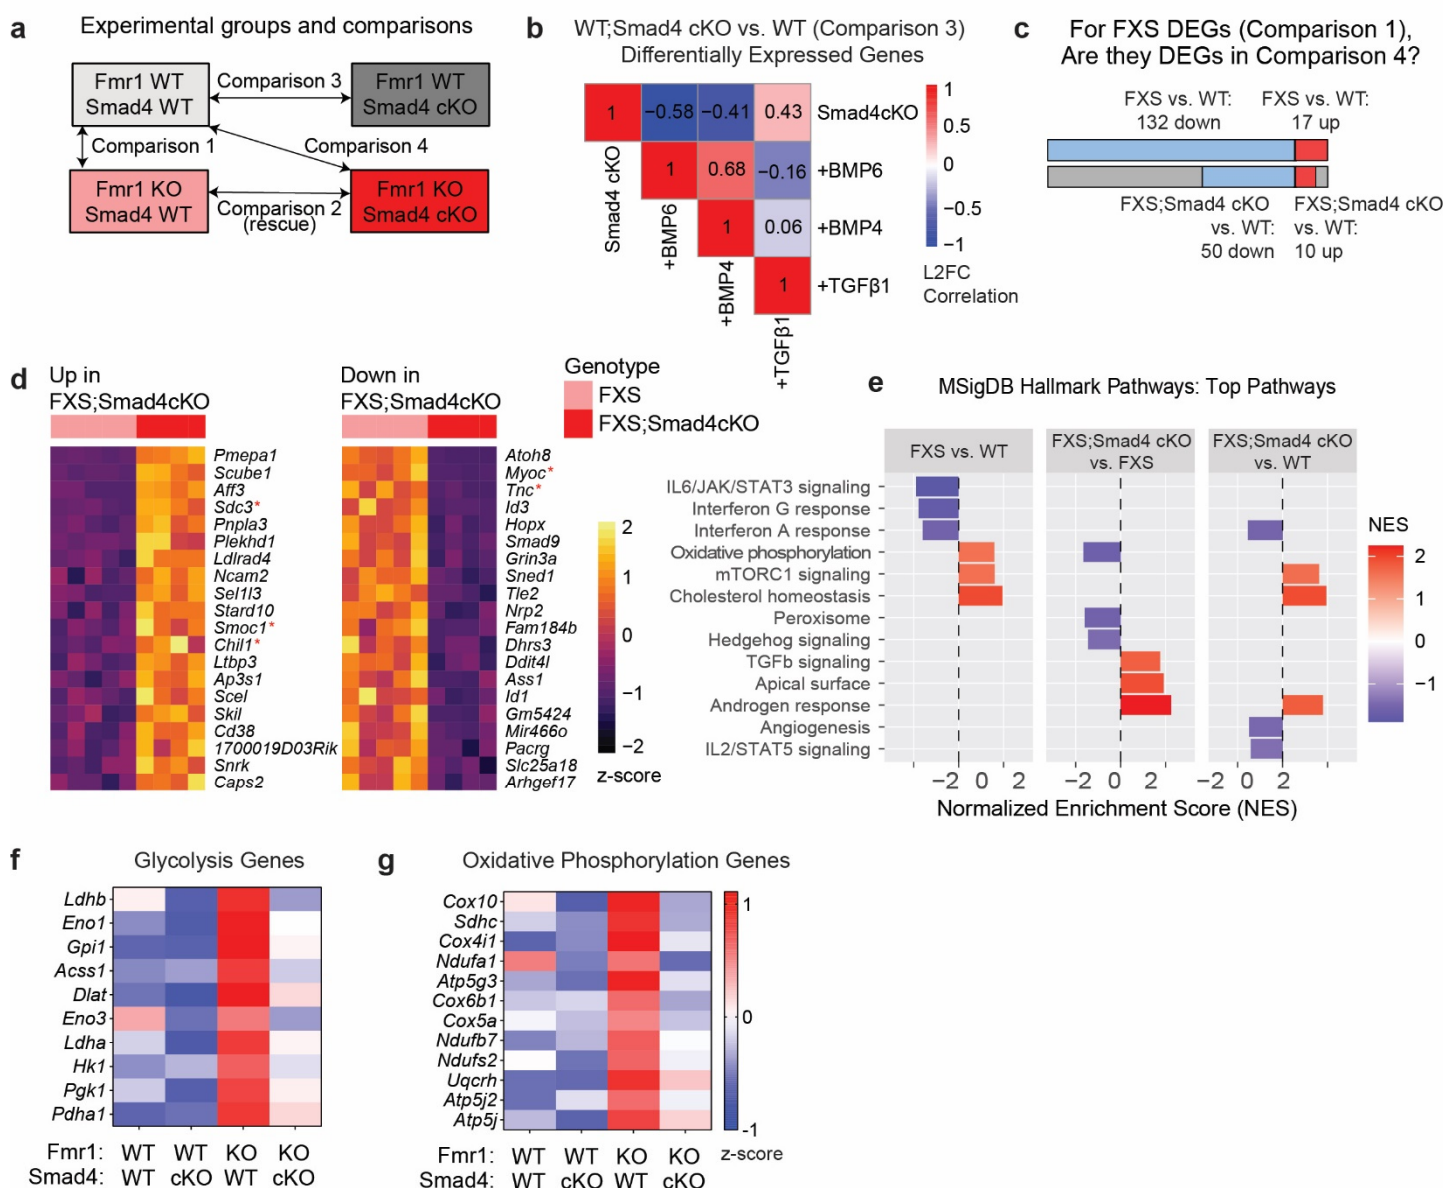 a
Experimental groups and comparisons
Fmr1 WT
Smad4 WT
Comparison 3
Fmr1 WT
Smad4 cKO
Comparison 1
Comparison 4
Fmr1 KO
Smad4 WT
Comparison 2
(rescue)
Fmr1 KO
Smad4 cKO
b
WT;Smad4 cKO vs. WT (Comparison 3)
Differentially Expressed Genes
1 −0.58 −0.41 0.43 Smad4cKO
1 0.68 −0.16 +BMP6
1 0.06 +BMP4
1 +TGFβ1
Smad4 cKO
+BMP6
+BMP4
+TGFβ1
1
0.5
0
−0.5
−1
L2FC
Correlation
c
For FXS DEGs (Comparison 1),
Are they DEGs in Comparison 4?
FXS vs. WT:
132 down
FXS vs. WT:
17 up
FXS;Smad4 cKO
vs. WT:
50 down
FXS;Smad4 cKO
vs. WT:
10 up
d
Up in
FXS;Smad4cKO
Pmepa1
Scube1
Aff3
Sdc3*
Pnpla3
Plekhd1
Ldlrad4
Ncam2
Sel1l3
Stard10
Smoc1*
Chil1*
Ltbp3
Ap3s1
Scel
Skil
Cd38
1700019D03Rik
Snrk
Caps2
Down in
FXS;Smad4cKO
Atoh8
Myoc*
Tnc*
Id3
Hopx
Smad9
Grin3a
Sned1
Tle2
Nrp2
Fam184b
Dhrs3
Ddit4l
Ass1
Id1
Gm5424
Mir466o
Pacrg
Slc25a18
Arhgef17
Genotype
FXS
FXS;Smad4cKO
2
1
0
−1
−2
z-score
e
MSigDB Hallmark Pathways: Top Pathways
FXS vs. WT
FXS;Smad4 cKO
vs. FXS
FXS;Smad4 cKO
vs. WT
IL6/JAK/STAT3 signaling
Interferon G response
Interferon A response
Oxidative phosphorylation
mTORC1 signaling
Cholesterol homeostasis
Peroxisome
Hedgehog signaling
TGFb signaling
Apical surface
Androgen response
Angiogenesis
IL2/STAT5 signaling
−2 0 2 −2 0 2 −2 0 2
Normalized Enrichment Score (NES)
NES
2
1
0
−1
f
Glycolysis Genes
Ldhb
Eno1
Gpi1
Acss1
Dlat
Eno3
Ldha
Hk1
Pgk1
Pdha1
Fmr1: WT WT KO KO
Smad4: WT cKO WT cKO
g
Oxidative Phosphorylation Genes
Cox10
Sdhc
Cox4i1
Ndufa1
Atp5g3
Cox6b1
Cox5a
Ndufb7
Ndufs2
Uqcrh
Atp5j2
Atp5j
Fmr1: WT WT KO KO
Smad4: WT cKO WT cKO
1
0
-1
z-score